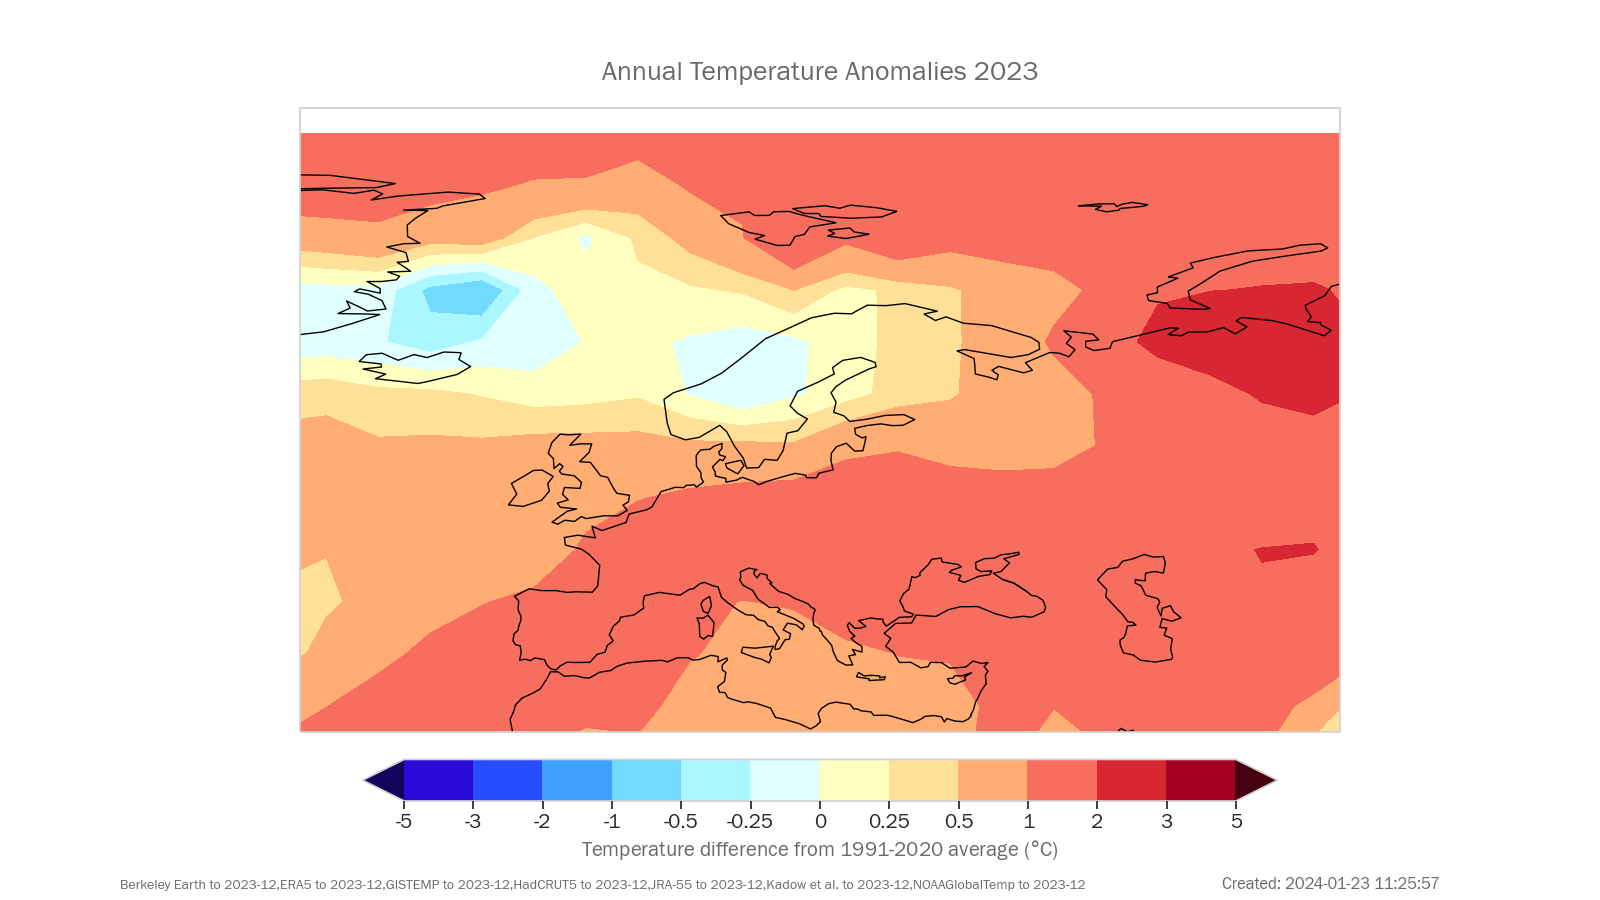 Annual Temperature Anomalies 2023
-5 -3 -2 -1 -0.5 -0.25 0 0.25 0.5 1 2 3 5
Temperature difference from 1991-2020 average (°C)
Berkeley Earth to 2023-12,ERA5 to 2023-12,GISTEMP to 2023-12,HadCRUT5 to 2023-12,JRA-55 to 2023-12,Kadow et al. to 2023-12,NOAAGlobalTemp to 2023-12
Created: 2024-01-23 11:25:57